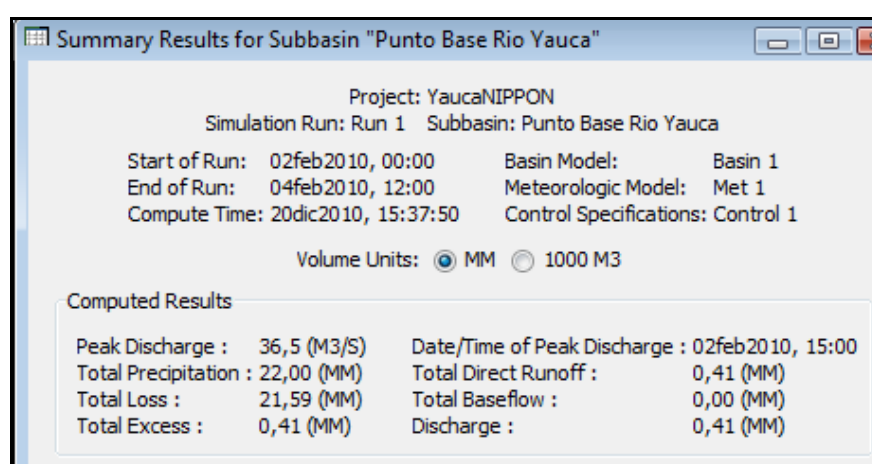 Summary Results for Subbasin "Punto Base Rio Yauca"
Project: YaucaNIPPON
Simulation Run: Run 1 Subbasin: Punto Base Rio Yauca
Start of Run: 02feb2010, 00:00 Basin Model: Basin 1
End of Run: 04feb2010, 12:00 Meteorologic Model: Met 1
Compute Time: 20dic2010, 15:37:50 Control Specifications: Control 1
Volume Units: MM 1000 M3
Computed Results
Peak Discharge : 36,5 (M3/S) Date/Time of Peak Discharge : 02feb2010, 15:00
Total Precipitation : 22,00 (MM) Total Direct Runoff : 0,41 (MM)
Total Loss : 21,59 (MM) Total Baseflow : 0,00 (MM)
Total Excess : 0,41 (MM) Discharge : 0,41 (MM)